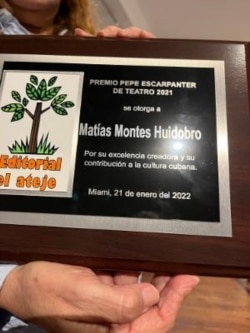 PREMIO PEPE ESCARPANTER
DE TEATRO 2021
se otorga a
Matías Montes Huidobro
Por su excelencia creadora y su
contribución a la cultura cubana.
Miami, 21 de enero del 2022
Editorial
el ateje